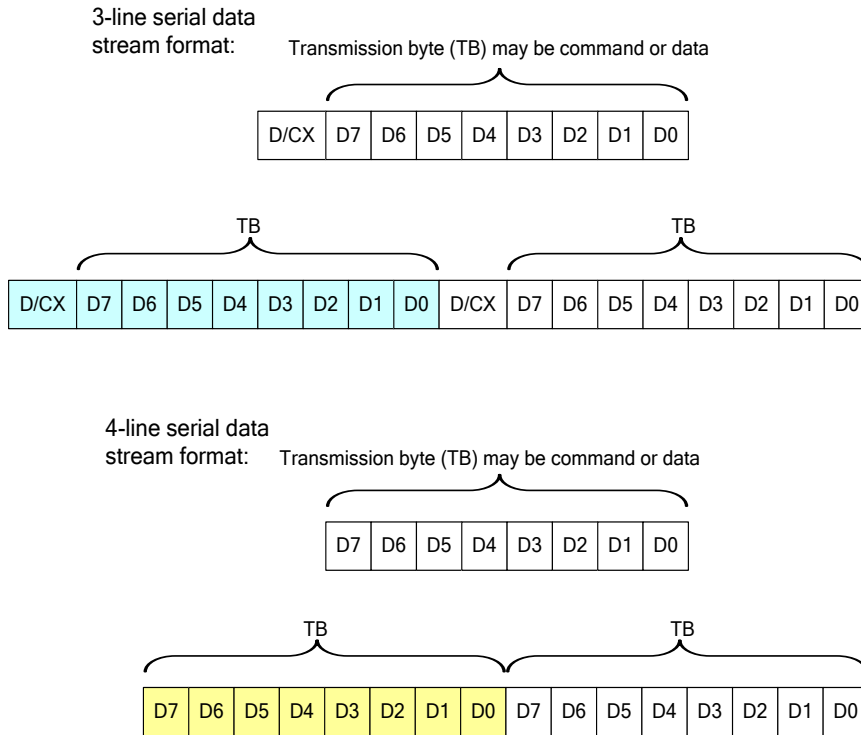 3-line serial data
stream format:
Transmission byte (TB) may be command or data
D/CX D7 D6 D5 D4 D3 D2 D1 D0
TB TB
D/CX D7 D6 D5 D4 D3 D2 D1 D0 D/CX D7 D6 D5 D4 D3 D2 D1 D0
4-line serial data
stream format:
Transmission byte (TB) may be command or data
D7 D6 D5 D4 D3 D2 D1 D0
TB TB
D7 D6 D5 D4 D3 D2 D1 D0 D7 D6 D5 D4 D3 D2 D1 D0